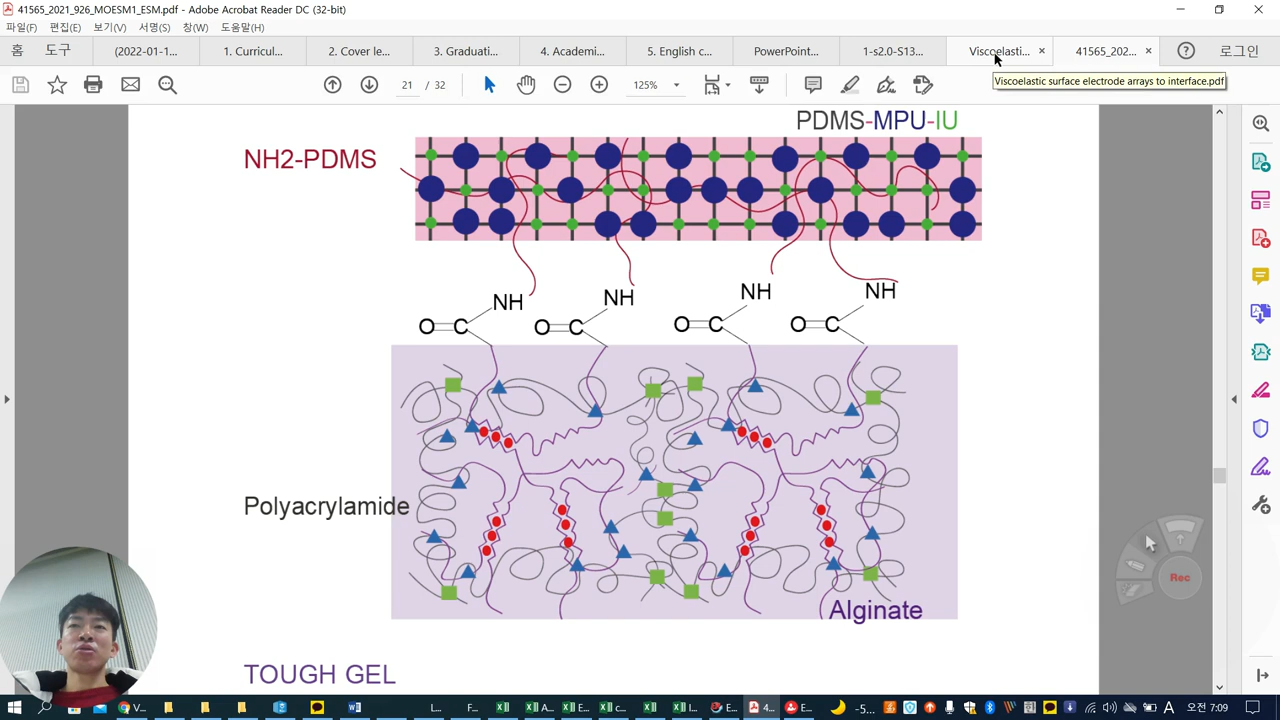 41565_2021_926_MOESM1_ESM.pdf - Adobe Acrobat Reader DC (32-bit)
파일(F) 편집(E) 보기(V) 서명(S) 창(W) 도움말(H)
홈 도구 (2022-01-1... 1. Curricul... 2. Cover le... 3. Graduati... 4. Academi... 5. English c... PowerPoint... 1-s2.0-S13... Viscoelasti... × 41565_202... × ? 로그인
21 / 32 125%
Viscoelastic surface electrode arrays to interface.pdf
PDMS-MPU-IU
NH2-PDMS
NH NH NH NH
O C O C O C O C
Polyacrylamide
Alginate
TOUGH GEL
Rec
-5... A 오전 7:09